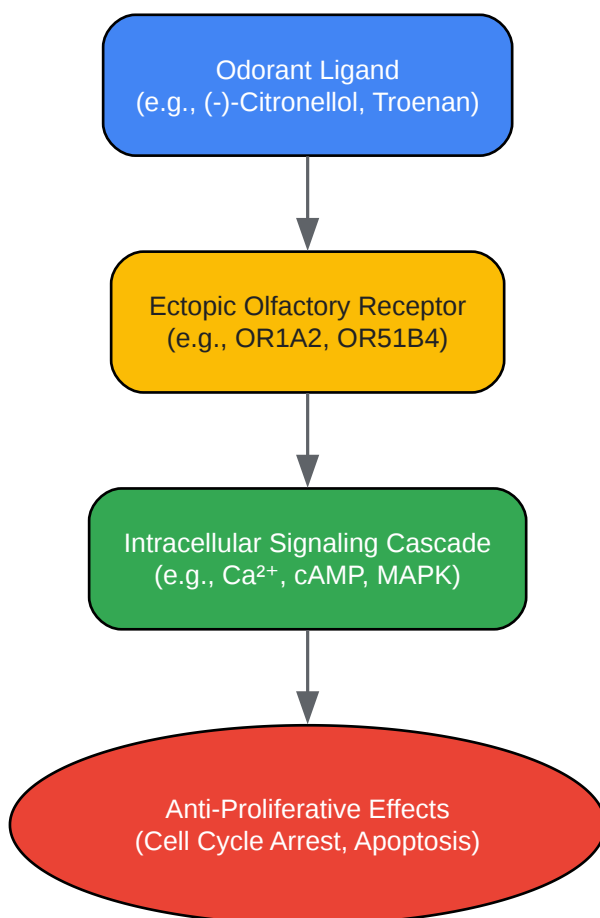 Odorant Ligand
(e.g., (-)-Citronellol, Troenan)
Ectopic Olfactory Receptor
(e.g., OR1A2, OR51B4)
Intracellular Signaling Cascade
(e.g., Ca²⁺, cAMP, MAPK)
Anti-Proliferative Effects
(Cell Cycle Arrest, Apoptosis)